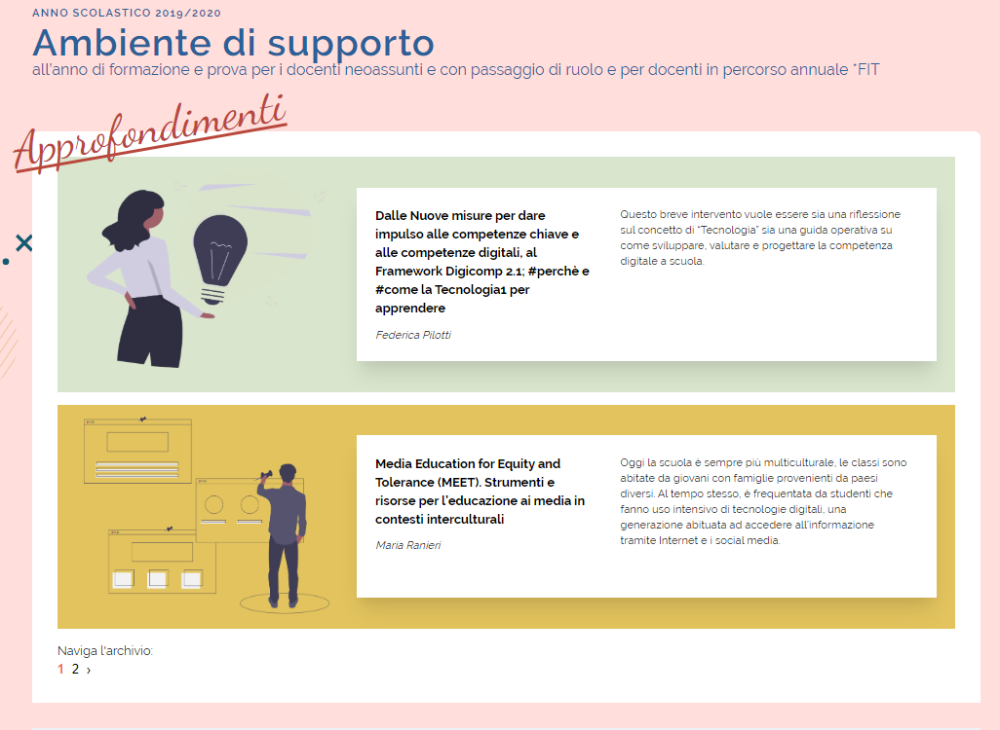 ANNO SCOLASTICO 2019/2020
Ambiente di supporto
all'anno di formazione e prova per i docenti neoassunti e con passaggio di ruolo e per docenti in percorso annuale *FIT
Approfondimenti
Dalle Nuove misure per dare
impulso alle competenze chiave e
alle competenze digitali, al
Framework Digicomp 2.1; #perchè e
#come la Tecnologia1 per
apprendere
Federica Pilotti
Questo breve intervento vuole essere sia una riflessione
sul concetto di “Tecnologia” sia una guida operativa su
come sviluppare, valutare e progettare la competenza
digitale a scuola.
Media Education for Equity and
Tolerance (MEET). Strumenti e
risorse per l'educazione ai media in
contesti interculturali
Maria Ranieri
Oggi la scuola è sempre più multiculturale, le classi sono
abitate da giovani con famiglie provenienti da paesi
diversi. Al tempo stesso, è frequentata da studenti che
fanno uso intensivo di tecnologie digitali, una
generazione abituata ad accedere all'informazione
tramite Internet e i social media.
Naviga l'archivio:
1 2 ›